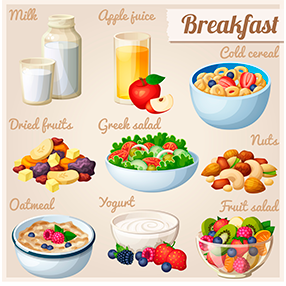 Milk
Apple juice
Breakfast
Cold cereal
Dried fruits
Greek salad
Nuts
Oatmeal
Yogurt
Fruit salad